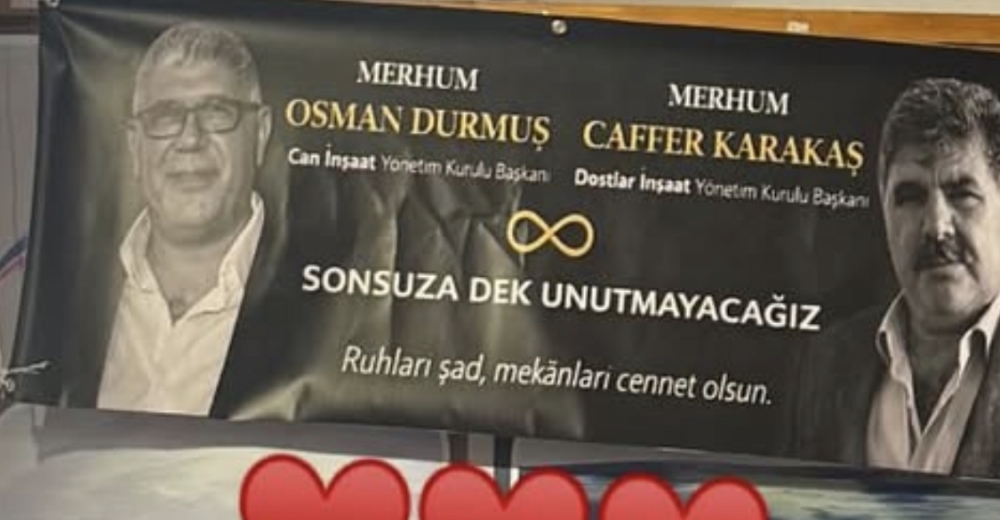 MERHUM
OSMAN DURMUŞ
Can İnşaat Yönetim Kurulu Başkanı
MERHUM
CAFFER KARAKAŞ
Dostlar İnşaat Yönetim Kurulu Başkanı
SONSUZA DEK UNUTMAYACAĞIZ
Ruhları şad, mekânları cennet olsun.